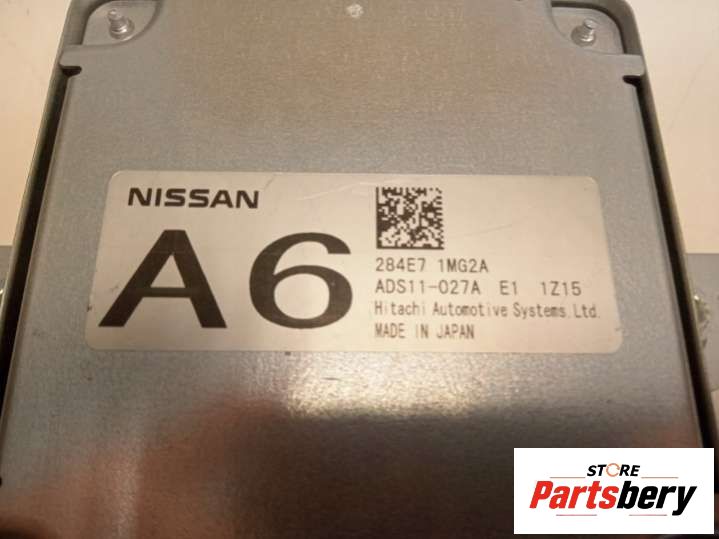 NISSAN
A6
284E7 1MG2A
ADS11-027A E1 1Z15
Hitachi Automotive Systems, Ltd.
MADE IN JAPAN
STORE
Partsbery